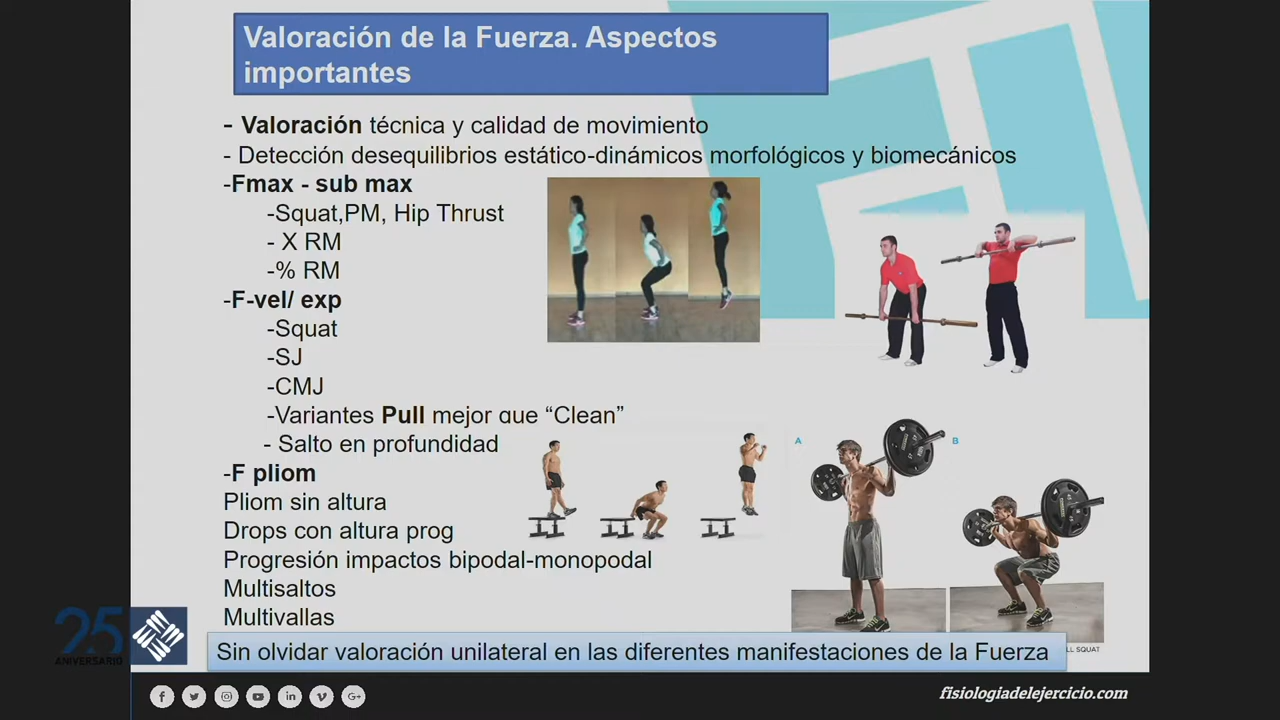 Valoración de la Fuerza. Aspectos
importantes
- Valoración técnica y calidad de movimiento
- Detección desequilibrios estático-dinámicos morfológicos y biomecánicos
-Fmax - sub max
-Squat,PM, Hip Thrust
- X RM
-% RM
-F-vel/ exp
-Squat
-SJ
-CMJ
-Variantes Pull mejor que “Clean”
- Salto en profundidad
-F pliom
Pliom sin altura
Drops con altura prog
Progresión impactos bipodal-monopodal
Multisaltos
Multivallas
A
B
Sin olvidar valoración unilateral en las diferentes manifestaciones de la Fuerza
SQUAT
25
ANIVERSARIO
fisiologiadelejercicio.com